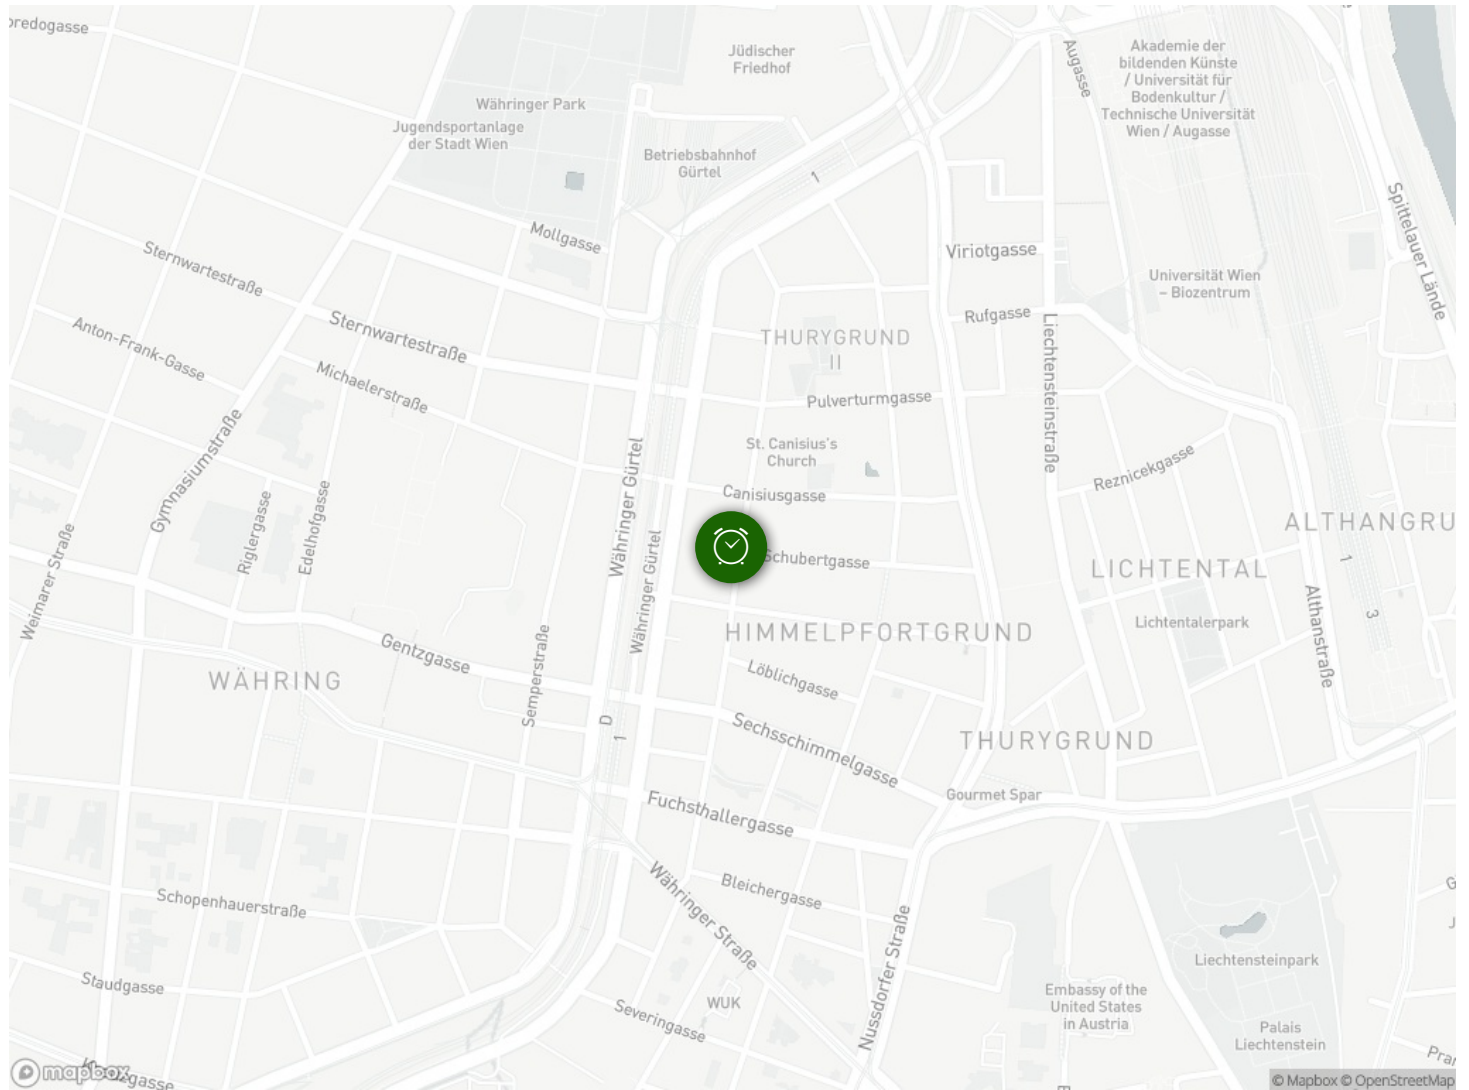 Jüdischer
Friedhof
Augasse
Akademie der
bildenden Künste
/ Universität für
Bodenkultur /
Technische Universität
Wien / Augasse
Währinger Park
Jugendsportanlage
der Stadt Wien
Betriebsbahnhof
Gürtel
1
Spittelauer Lände
Mollgasse
Viriotgasse
Sternwartestraße
Universität Wien
– Biozentrum
Rufgasse
Sternwartestraße
THURYGRUND
II
Liechtensteinstraße
Anton-Frank-Gasse
Michaelerstraße
Pulverturmgasse
Gymnasiumstraße
St. Canisius's
Church
Währinger Gürtel
Reznicekgasse
Canisiusgasse
Riglergasse
Edelhofgasse
ALTHANGRU
Weimarer Straße
Währinger Gürtel
Schubertgasse
LICHTENTAL
1
3
Althanstraße
Lichtentalerpark
HIMMELPFORTGRUND
Gentzgasse
Semperstraße
WÄHRING
Löblichgasse
D
1
Sechsschimmelgasse
THURYGRUND
Gourmet Spar
Fuchsthallergasse
Bleichergasse
Währinger Straße
Schopenhauerstraße
Nussdorfer Straße
Liechtensteinpark
Staudgasse
WUK
Severingasse
Embassy of the
United States
in Austria
Palais
Liechtenstein
mapbox
© Mapbox © OpenStreetMap